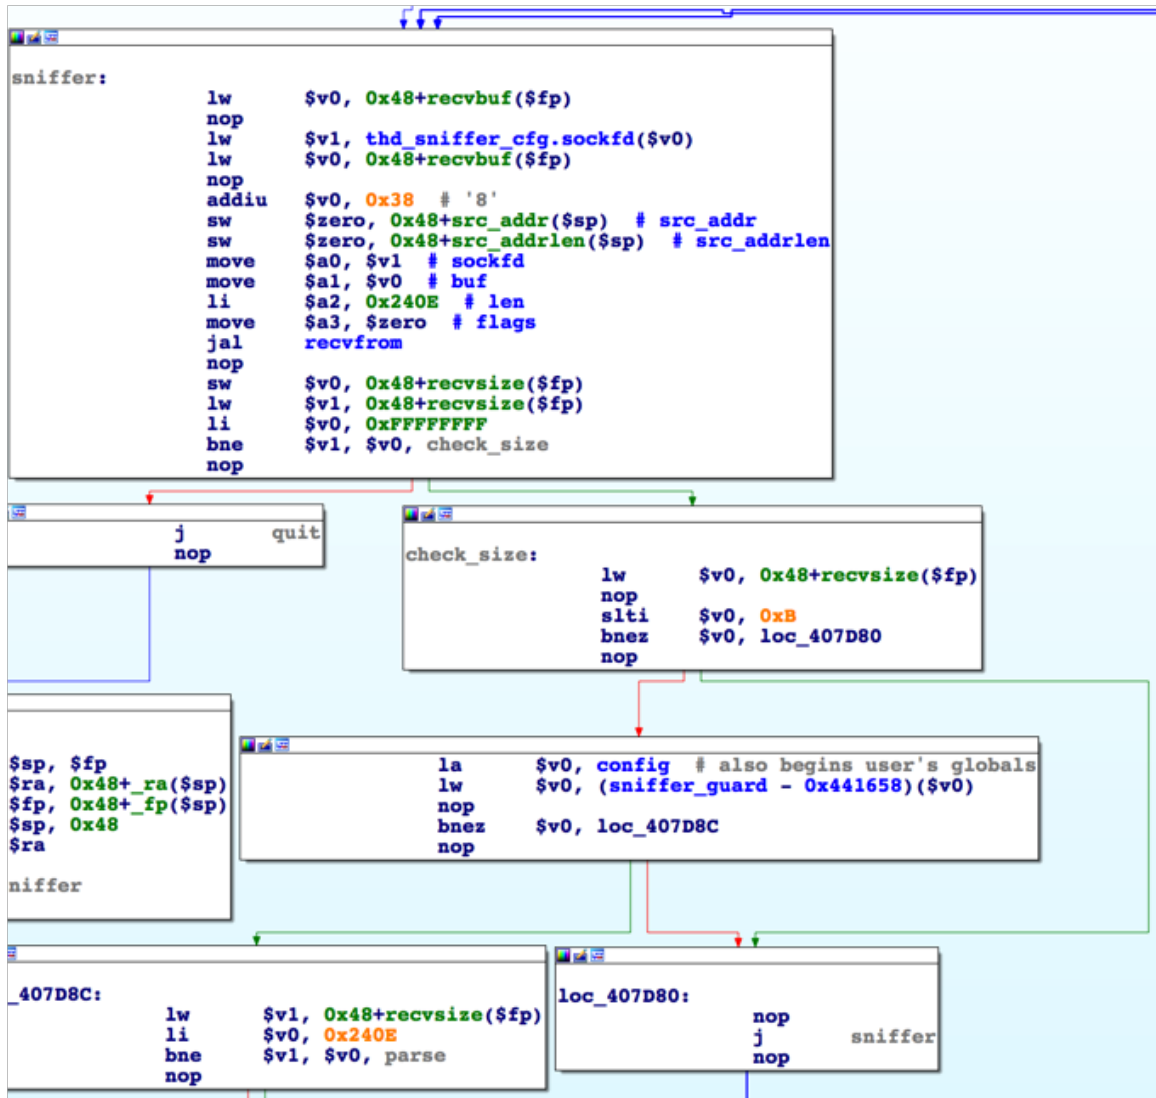 sniffer:
lw $v0, 0x48+recvbuf($fp)
nop
lw $v1, thd_sniffer_cfg.sockfd($v0)
lw $v0, 0x48+recvbuf($fp)
nop
addiu $v0, 0x38 # '8'
sw $zero, 0x48+src_addr($sp) # src_addr
sw $zero, 0x48+src_addrlen($sp) # src_addrlen
move $a0, $v1 # sockfd
move $a1, $v0 # buf
li $a2, 0x240E # len
move $a3, $zero # flags
jal recvfrom
nop
sw $v0, 0x48+recvsize($fp)
lw $v1, 0x48+recvsize($fp)
li $v0, 0xFFFFFFFF
bne $v1, $v0, check_size
nop
j quit
nop
check_size:
lw $v0, 0x48+recvsize($fp)
nop
slti $v0, 0xB
bnez $v0, loc_407D80
nop
$sp, $fp
$ra, 0x48+_ra($sp)
$fp, 0x48+_fp($sp)
$sp, 0x48
$ra
niffer
la $v0, config # also begins user's globals
lw $v0, (sniffer_guard - 0x441658)($v0)
nop
bnez $v0, loc_407D8C
nop
_407D8C:
lw $v1, 0x48+recvsize($fp)
li $v0, 0x240E
bne $v1, $v0, parse
nop
loc_407D80:
nop
j sniffer
nop